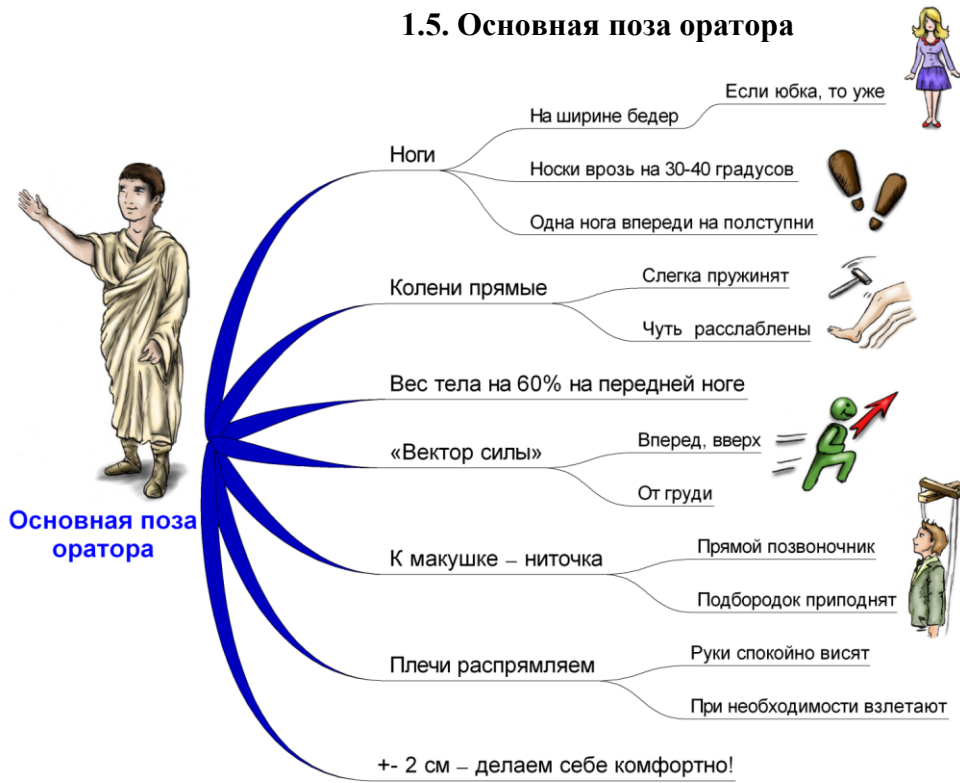 1.5. Основная поза оратора
Основная поза
оратора
Ноги
На ширине бедер
Если юбка, то уже
Носки врозь на 30-40 градусов
Одна нога впереди на полступни
Колени прямые
Слегка пружинят
Чуть расслаблены
Вес тела на 60% на передней ноге
«Вектор силы»
Вперед, вверх
От груди
К макушке – ниточка
Прямой позвоночник
Подбородок приподнят
Плечи распрямляем
Руки спокойно висят
При необходимости взлетают
+- 2 см – делаем себе комфортно!